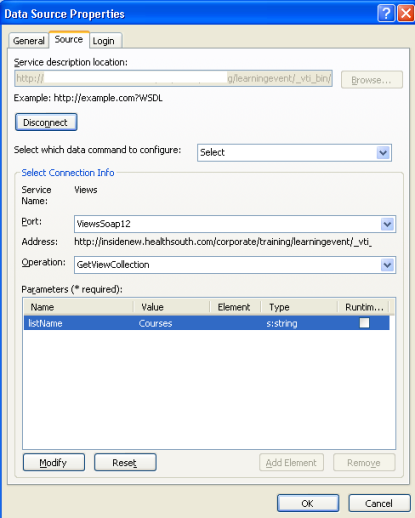 Data Source Properties
General Source Login
Service description location:
http:// g/learningevent/_vti_bin/ Browse...
Example: http://example.com?WSDL
Disconnect
Select which data command to configure: Select
Select Connection Info
Service Name: Views
Port: ViewsSoap12
Address: http://insidenew.healthsouth.com/corporate/training/learningevent/_vti_
Operation: GetViewCollection
Parameters (* required):
Name Value Element Type Runtim...
listName Courses s:string
Modify Reset Add Element Remove
OK Cancel